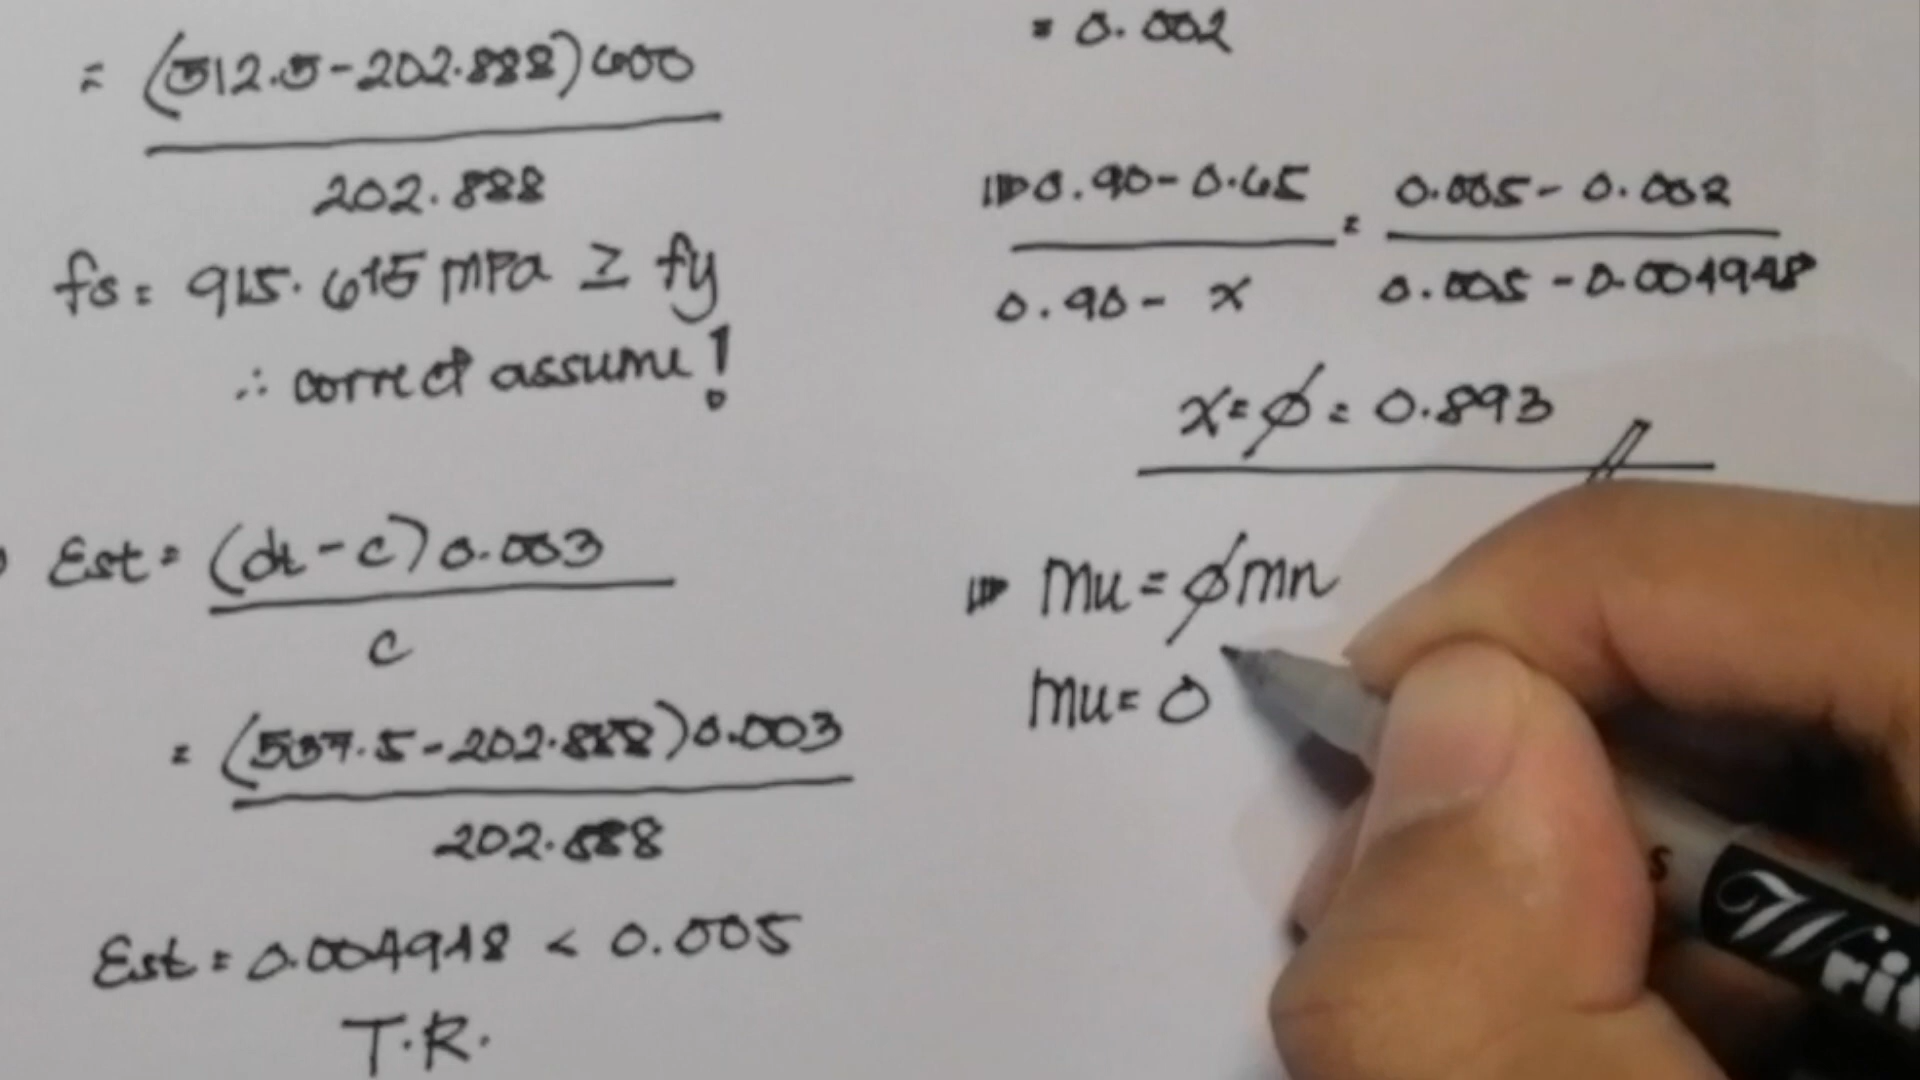 = (512.5-202.888)600
202.888
fs = 915.615 MPa ≥ fy
∴ correct assume!
Est = (dt - c) 0.003
c
= (537.5-202.888)0.003
202.888
Est = 0.004948 < 0.005
T.R.
= 0.002
0.90-0.65 = 0.005-0.002
0.90- x 0.005-0.004948
x = ϕ = 0.893
Mu = ϕMn
Mu = 0
Writ